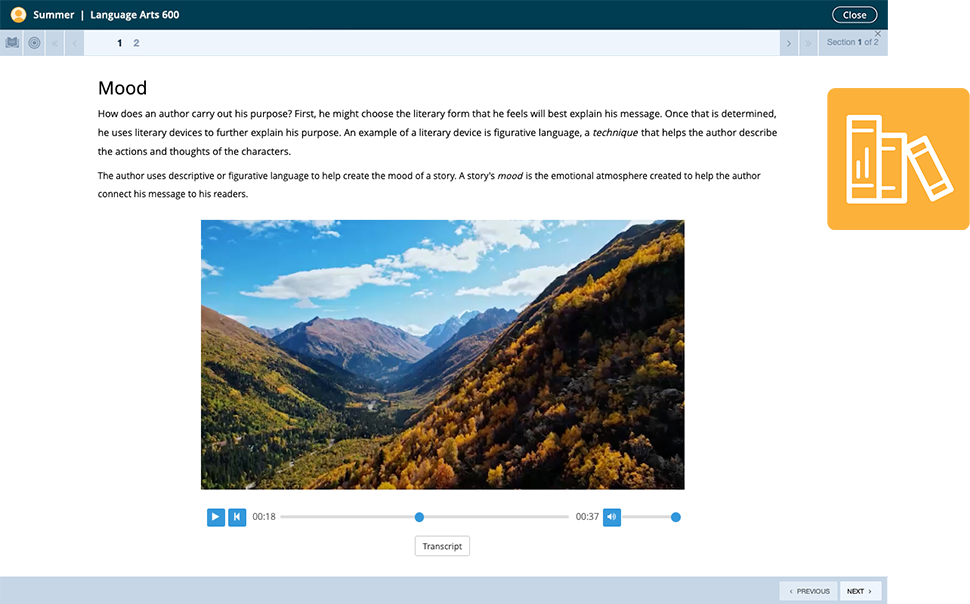 Summer | Language Arts 600
Close
1 2
Section 1 of 2
Mood
How does an author carry out his purpose? First, he might choose the literary form that he feels will best explain his message. Once that is determined,
he uses literary devices to further explain his purpose. An example of a literary device is figurative language, a technique that helps the author describe
the actions and thoughts of the characters.
The author uses descriptive or figurative language to help create the mood of a story. A story's mood is the emotional atmosphere created to help the author
connect his message to his readers.
00:18
00:37
Transcript
‹ PREVIOUS
NEXT ›